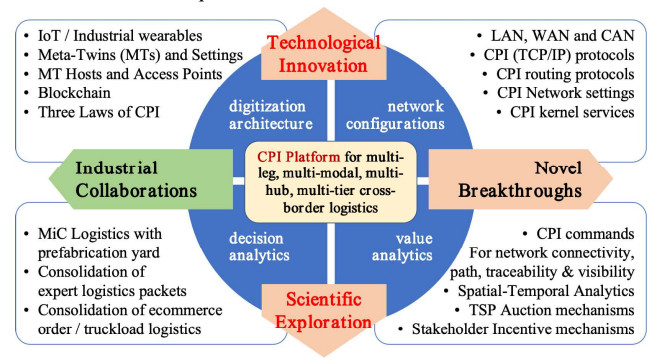 • IoT / Industrial wearables
• Meta-Twins (MTs) and Settings
• MT Hosts and Access Points
• Blockchain
• Three Laws of CPI
Technological
Innovation
• LAN, WAN and CAN
• CPI (TCP/IP) protocols
• CPI routing protocols
• CPI Network settings
• CPI kernel services
digitization
architecture
network
configurations
Industrial
Collaborations
CPI Platform for multi-
leg, multi-modal, multi-
hub, multi-tier cross-
border logistics
Novel
Breakthroughs
decision
analytics
value
analytics
• MiC Logistics with
prefabrication yard
• Consolidation of
expert logistics packets
• Consolidation of ecommerce
order / truckload logistics
Scientific
Exploration
• CPI commands
For network connectivity,
path, traceability & visibility
• Spatial-Temporal Analytics
• TSP Auction mechanisms
• Stakeholder Incentive mechanisms